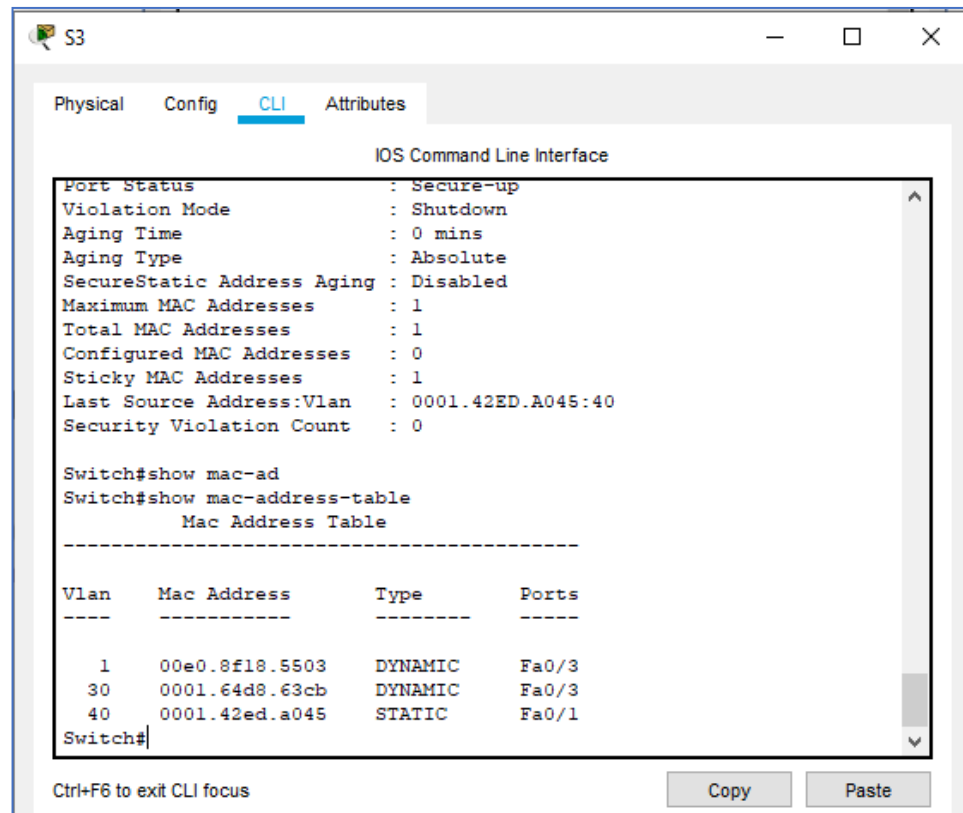 S3
Physical Config CLI Attributes
IOS Command Line Interface
Port Status : Secure-up
Violation Mode : Shutdown
Aging Time : 0 mins
Aging Type : Absolute
SecureStatic Address Aging : Disabled
Maximum MAC Addresses : 1
Total MAC Addresses : 1
Configured MAC Addresses : 0
Sticky MAC Addresses : 1
Last Source Address:Vlan : 0001.42ED.A045:40
Security Violation Count : 0
Switch#show mac-ad
Switch#show mac-address-table
Mac Address Table
-------------------------------------------
Vlan Mac Address Type Ports
---- ----------- -------- -----
1 00e0.8f18.5503 DYNAMIC Fa0/3
30 0001.64d8.63cb DYNAMIC Fa0/3
40 0001.42ed.a045 STATIC Fa0/1
Switch#
Ctrl+F6 to exit CLI focus
Copy Paste